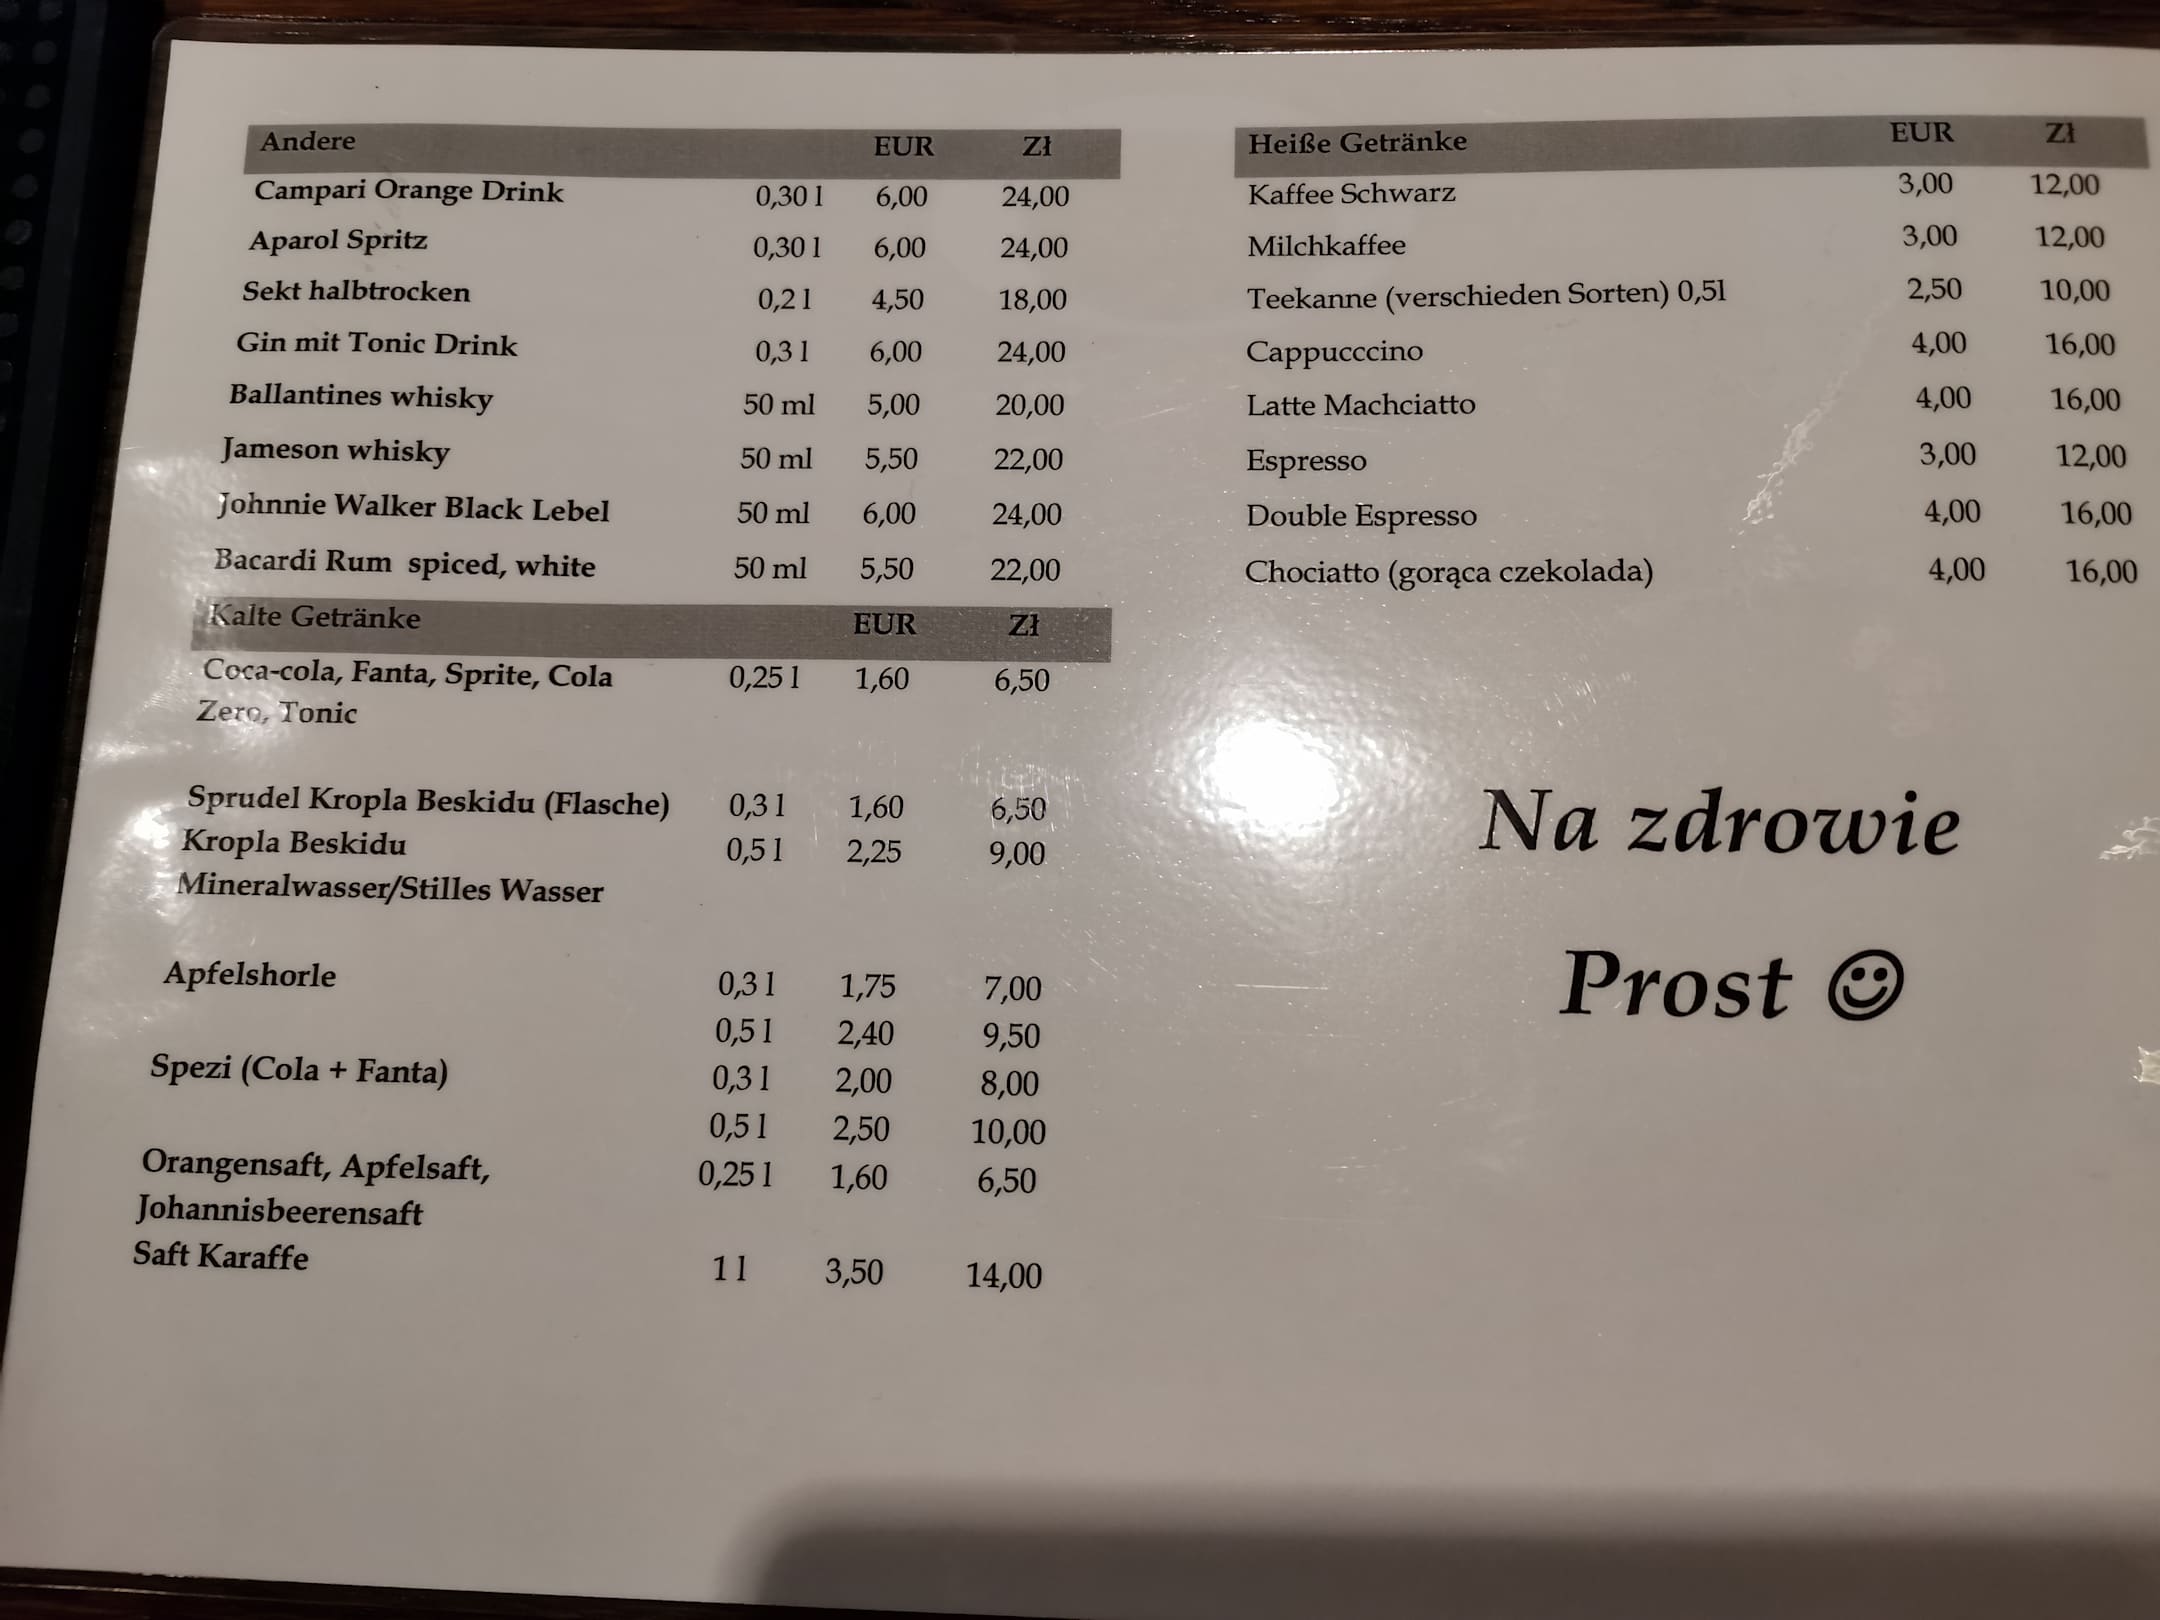 Andere EUR Zł
Campari Orange Drink 0,30 l 6,00 24,00
Aparol Spritz 0,30 l 6,00 24,00
Sekt halbtrocken 0,2 l 4,50 18,00
Gin mit Tonic Drink 0,3 l 6,00 24,00
Ballantines whisky 50 ml 5,00 20,00
Jameson whisky 50 ml 5,50 22,00
Johnnie Walker Black Lebel 50 ml 6,00 24,00
Bacardi Rum spiced, white 50 ml 5,50 22,00
Kalte Getränke EUR Zł
Coca-cola, Fanta, Sprite, Cola 0,25 l 1,60 6,50
Zero, Tonic
Sprudel Kropla Beskidu (Flasche) 0,3 l 1,60 6,50
Kropla Beskidu 0,5 l 2,25 9,00
Mineralwasser/Stilles Wasser
Apfelshorle 0,3 l 1,75 7,00
0,5 l 2,40 9,50
Spezi (Cola + Fanta) 0,3 l 2,00 8,00
0,5 l 2,50 10,00
Orangensaft, Apfelsaft, 0,25 l 1,60 6,50
Johannisbeerensaft
Saft Karaffe 1 l 3,50 14,00
Heiße Getränke EUR Zł
Kaffee Schwarz 3,00 12,00
Milchkaffee 3,00 12,00
Teekanne (verschieden Sorten) 0,5l 2,50 10,00
Cappucccino 4,00 16,00
Latte Machciatto 4,00 16,00
Espresso 3,00 12,00
Double Espresso 4,00 16,00
Chociatto (gorąca czekolada) 4,00 16,00
Na zdrowie
Prost ☺